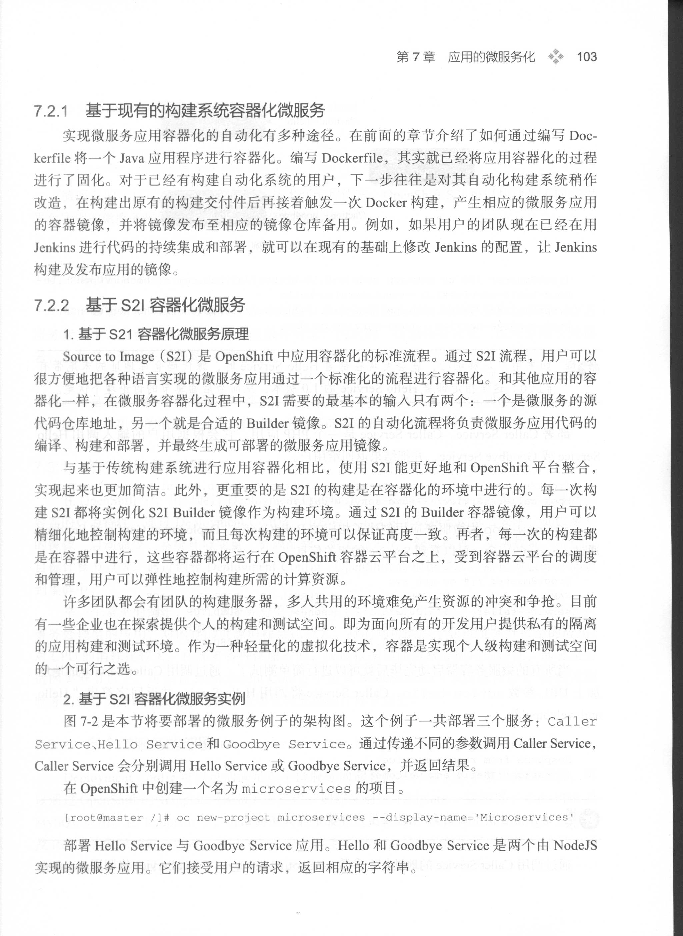 第7章 应用的微服务化 103
7.2.1 基于现有的构建系统容器化微服务
实现微服务应用容器化的自动化有多种途径。在前面的章节介绍了如何通过编写 Doc-
kerfile 将一个 Java 应用程序进行容器化。编写 Dockerfile，其实就已经将应用容器化的过程
进行了固化。对于已经有构建自动化系统的用户，下一步往往是对其自动化构建系统稍作
改造，在构建出原有的构建交付件后再接着触发一次 Docker 构建，产生相应的微服务应用
的容器镜像，并将镜像发布至相应的镜像仓库备用。例如，如果用户的团队现在已经在用
Jenkins 进行代码的持续集成和部署，就可以在现有的基础上修改 Jenkins 的配置，让 Jenkins
构建及发布应用的镜像。
7.2.2 基于 S2I 容器化微服务
1. 基于 S21 容器化微服务原理
Source to Image（S2I）是 OpenShift 中应用容器化的标准流程。通过 S2I 流程，用户可以
很方便地把各种语言实现的微服务应用通过一个标准化的流程进行容器化。和其他应用的容
器化一样，在微服务容器化过程中，S2I 需要的最基本的输入只有两个：一个是微服务的源
代码仓库地址，另一个就是合适的 Builder 镜像。S2I 的自动化流程将负责微服务应用代码的
编译、构建和部署，并最终生成可部署的微服务应用镜像。
与基于传统构建系统进行应用容器化相比，使用 S2I 能更好地和 OpenShift 平台整合，
实现起来也更加简洁。此外，更重要的是 S2I 的构建是在容器化的环境中进行的。每一次构
建 S2I 都将实例化 S2I Builder 镜像作为构建环境。通过 S2I 的 Builder 容器镜像，用户可以
精细化地控制构建的环境，而且每次构建的环境可以保证高度一致。再者，每一次的构建都
是在容器中进行，这些容器都将运行在 OpenShift 容器云平台之上，受到容器云平台的调度
和管理，用户可以弹性地控制构建所需的计算资源。
许多团队都会有团队的构建服务器，多人共用的环境难免产生资源的冲突和争抢。目前
有一些企业也在探索提供个人的构建和测试空间。即为面向所有的开发用户提供私有的隔离
的应用构建和测试环境。作为一种轻量化的虚拟化技术，容器是实现个人级构建和测试空间
的一个可行之选。
2. 基于 S2I 容器化微服务实例
图 7-2 是本节将要部署的微服务例子的架构图。这个例子一共部署三个服务：Caller
Service、Hello Service 和 Goodbye Service。通过传递不同的参数调用 Caller Service，
Caller Service 会分别调用 Hello Service 或 Goodbye Service，并返回结果。
在 OpenShift 中创建一个名为 microservices 的项目。
[root@master /]# oc new-project microservices --display-name='Microservices'
部署 Hello Service 与 Goodbye Service 应用。Hello 和 Goodbye Service 是两个由 NodeJS
实现的微服务应用。它们接受用户的请求，返回相应的字符串。